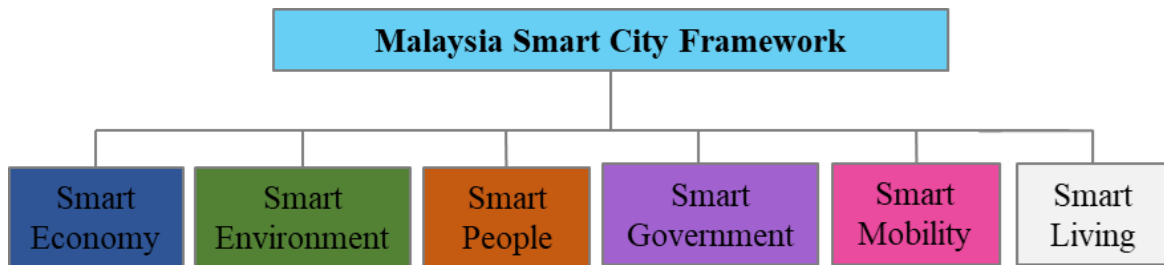 Malaysia Smart City Framework
Smart
Economy
Smart
Environment
Smart
People
Smart
Government
Smart
Mobility
Smart
Living